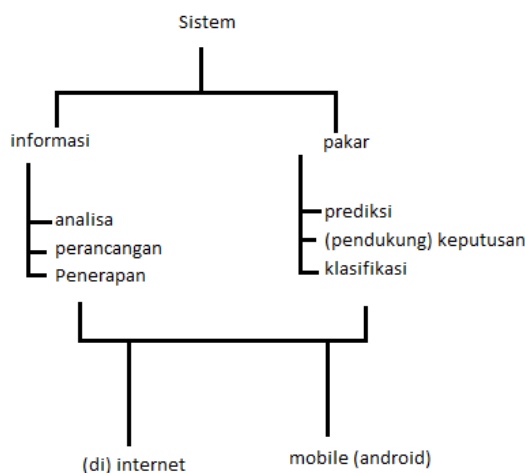 Sistem
informasi
pakar
analisa
perancangan
Penerapan
prediksi
(pendukung) keputusan
klasifikasi
(di) internet
mobile (android)